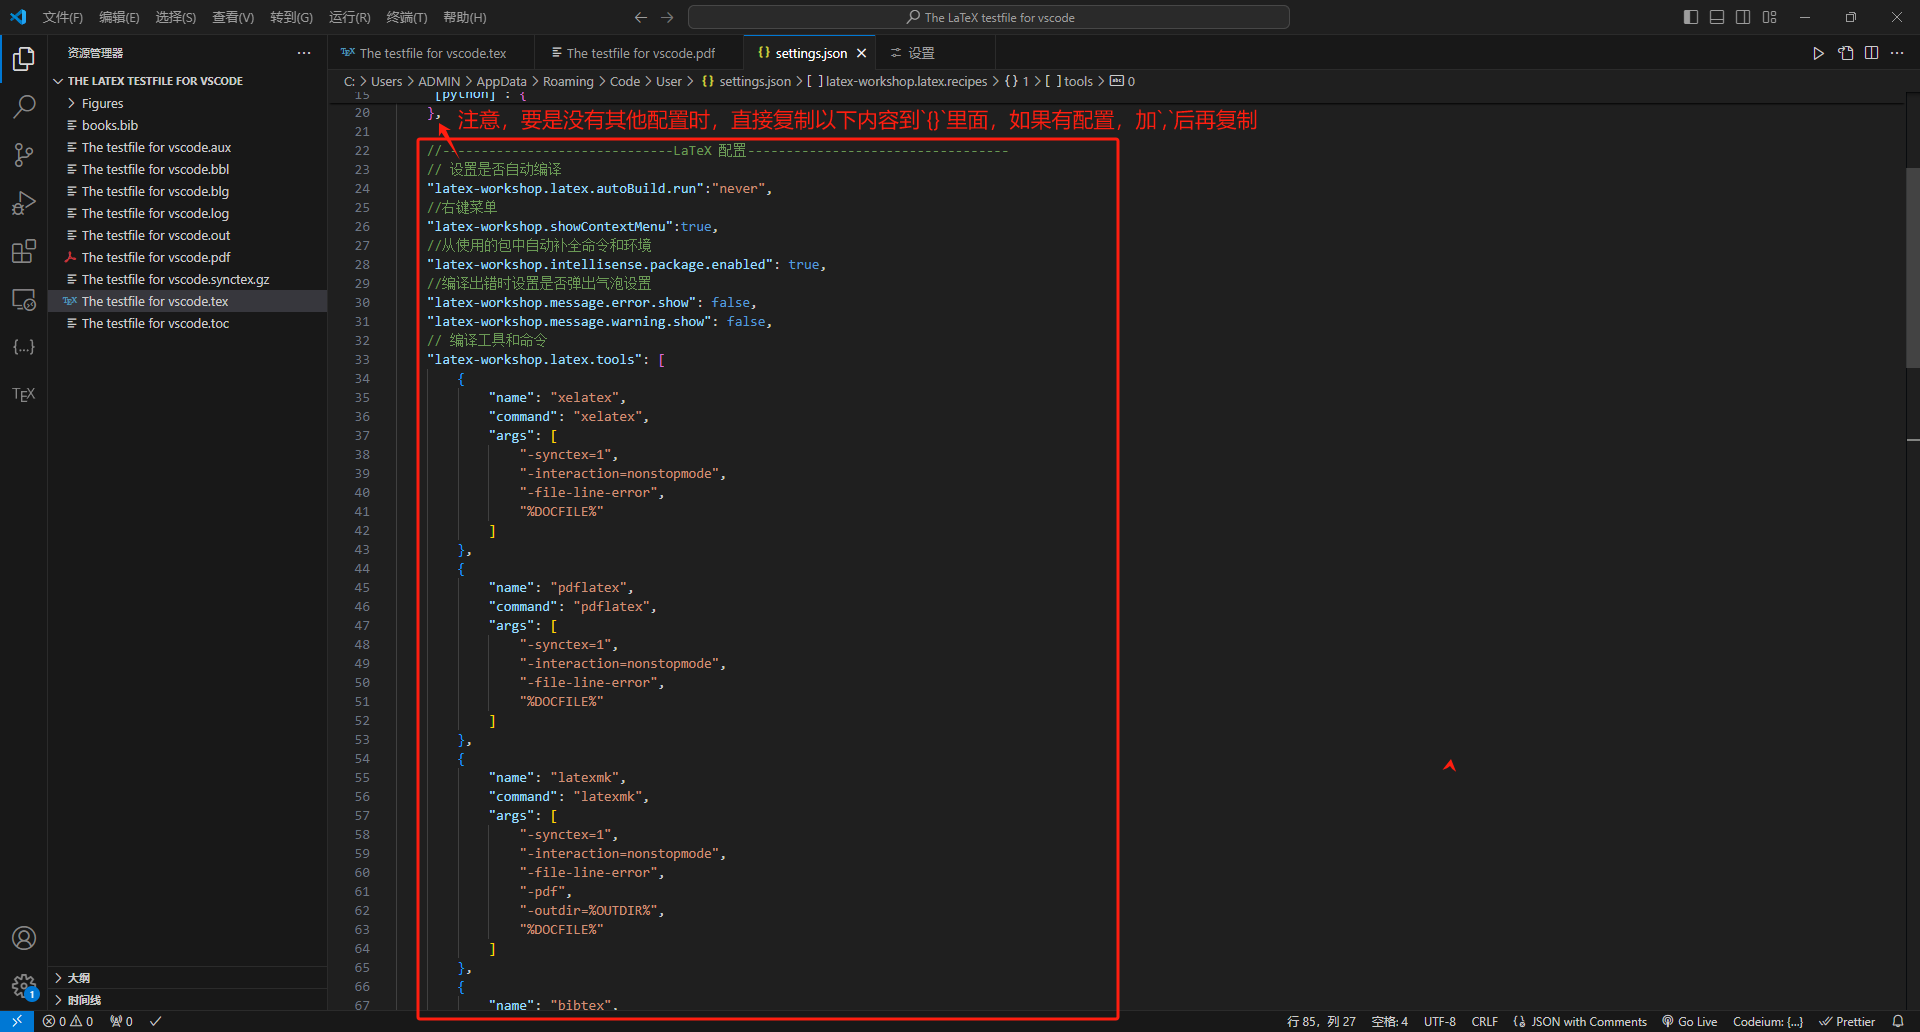 文件(F) 编辑(E) 选择(S) 查看(V) 转到(G) 运行(R) 终端(T) 帮助(H)
The LaTeX testfile for vscode
资源管理器
THE LATEX TESTFILE FOR VSCODE
Figures
books.bib
The testfile for vscode.aux
The testfile for vscode.bbl
The testfile for vscode.blg
The testfile for vscode.log
The testfile for vscode.out
The testfile for vscode.pdf
The testfile for vscode.synctex.gz
TEX The testfile for vscode.tex
The testfile for vscode.toc
TEX
大纲
时间线
TEX The testfile for vscode.tex
The testfile for vscode.pdf
{} settings.json
设置
C: > Users > ADMIN > AppData > Roaming > Code > User > {} settings.json > [ ] latex-workshop.latex.recipes > {} 1 > [ ] tools > abc 0
15 "[python]": {
20 },
注意，要是没有其他配置时，直接复制以下内容到`{}`里面，如果有配置，加`,`后再复制
21
22 //------------------------------LaTeX 配置----------------------------------
23 // 设置是否自动编译
24 "latex-workshop.latex.autoBuild.run":"never",
25 //右键菜单
26 "latex-workshop.showContextMenu":true,
27 //从使用的包中自动补全命令和环境
28 "latex-workshop.intellisense.package.enabled": true,
29 //编译出错时设置是否弹出气泡设置
30 "latex-workshop.message.error.show": false,
31 "latex-workshop.message.warning.show": false,
32 // 编译工具和命令
33 "latex-workshop.latex.tools": [
34 {
35 "name": "xelatex",
36 "command": "xelatex",
37 "args": [
38 "-synctex=1",
39 "-interaction=nonstopmode",
40 "-file-line-error",
41 "%DOCFILE%"
42 ]
43 },
44 {
45 "name": "pdflatex",
46 "command": "pdflatex",
47 "args": [
48 "-synctex=1",
49 "-interaction=nonstopmode",
50 "-file-line-error",
51 "%DOCFILE%"
52 ]
53 },
54 {
55 "name": "latexmk",
56 "command": "latexmk",
57 "args": [
58 "-synctex=1",
59 "-interaction=nonstopmode",
60 "-file-line-error",
61 "-pdf",
62 "-outdir=%OUTDIR%",
63 "%DOCFILE%"
64 ]
65 },
66 {
67 "name": "bibtex",
1
0 0 0
行 85，列 27 空格: 4 UTF-8 CRLF {} JSON with Comments Go Live Codeium: {...} Prettier